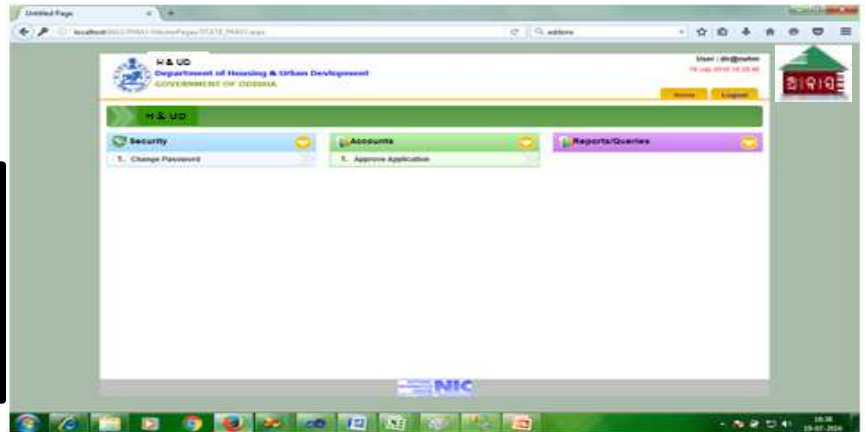 Untitled Page
addons
H & UD
Department of Housing & Urban Development
GOVERNMENT OF ODISHA
Home Logout
ଆବାସ
H & UD
Security
1. Change Password
Accounts
1. Approve Application
Reports/Queries
NIC